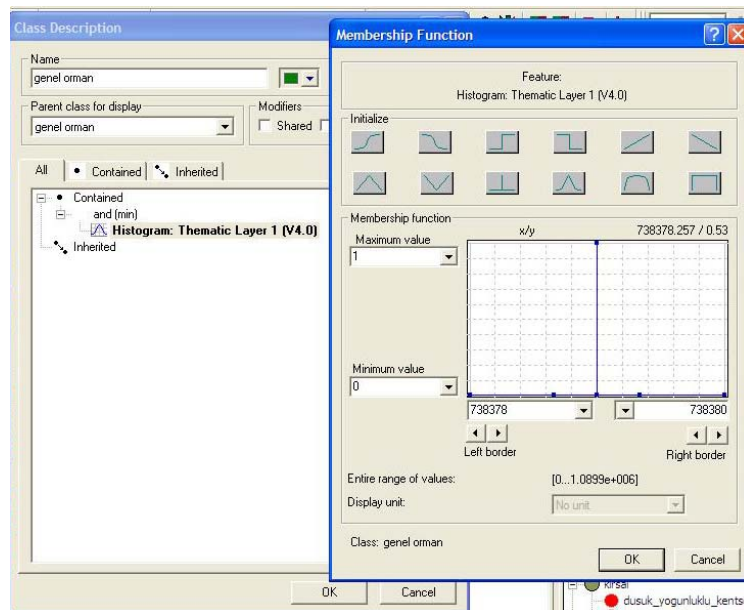 Class Description
Name
genel orman
Parent class for display
genel orman
Modifiers
Shared
All
Contained
Inherited
Contained
and (min)
Histogram: Thematic Layer 1 (V4.0)
Inherited
OK
Cancel
Membership Function
Feature:
Histogram: Thematic Layer 1 (V4.0)
Initialize
Membership function
Maximum value
x/y
738378.257 / 0.53
1
Minimum value
0
738378
738380
Left border
Right border
Entire range of values:
[0...1.0899e+006]
Display unit:
No unit
Class: genel orman
OK
Cancel
kirsal
dusuk_yogunluklu_kents